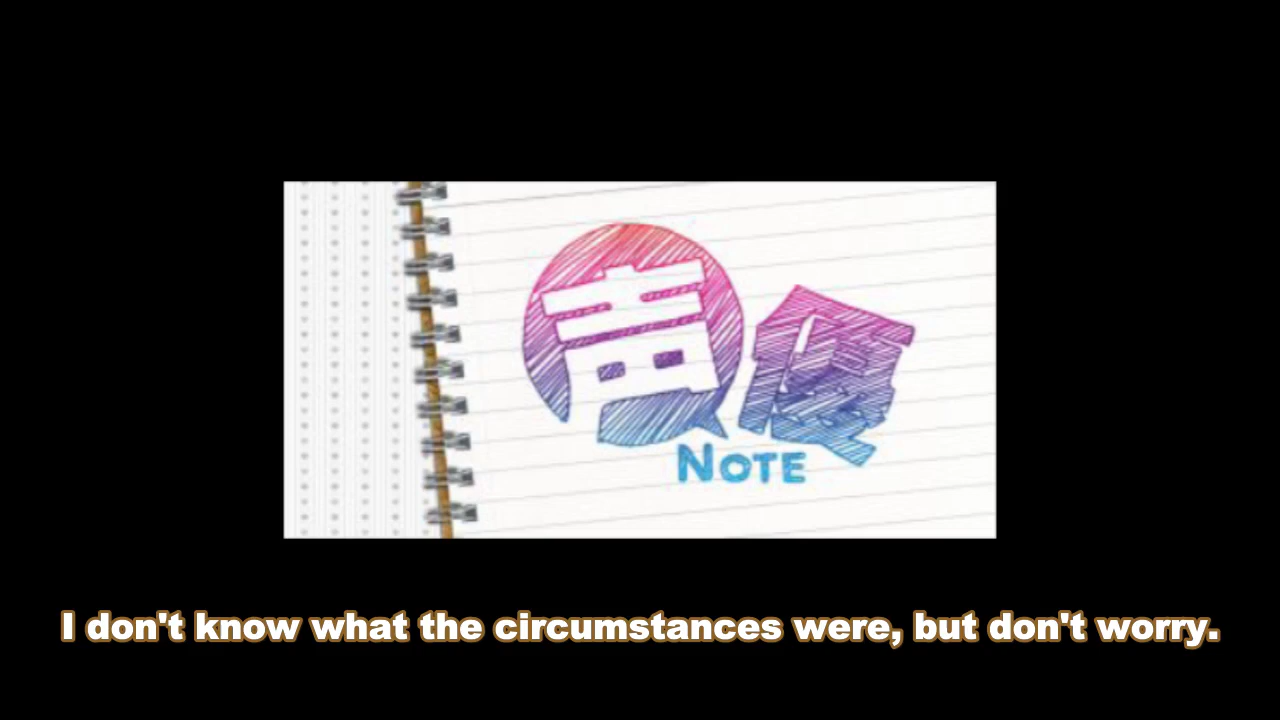 声優
NOTE
I don't know what the circumstances were, but don't worry.